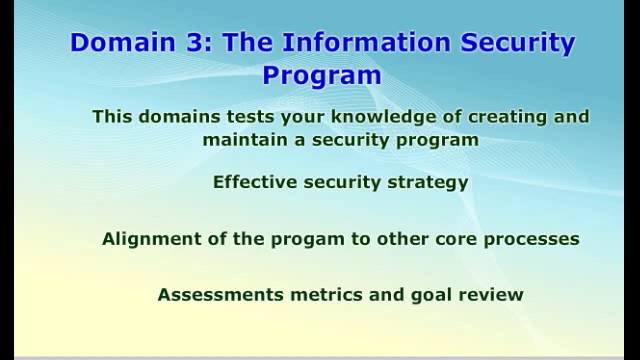 Domain 3: The Information Security
Program
This domains tests your knowledge of creating and
maintain a security program
Effective security strategy
Alignment of the progam to other core processes
Assessments metrics and goal review